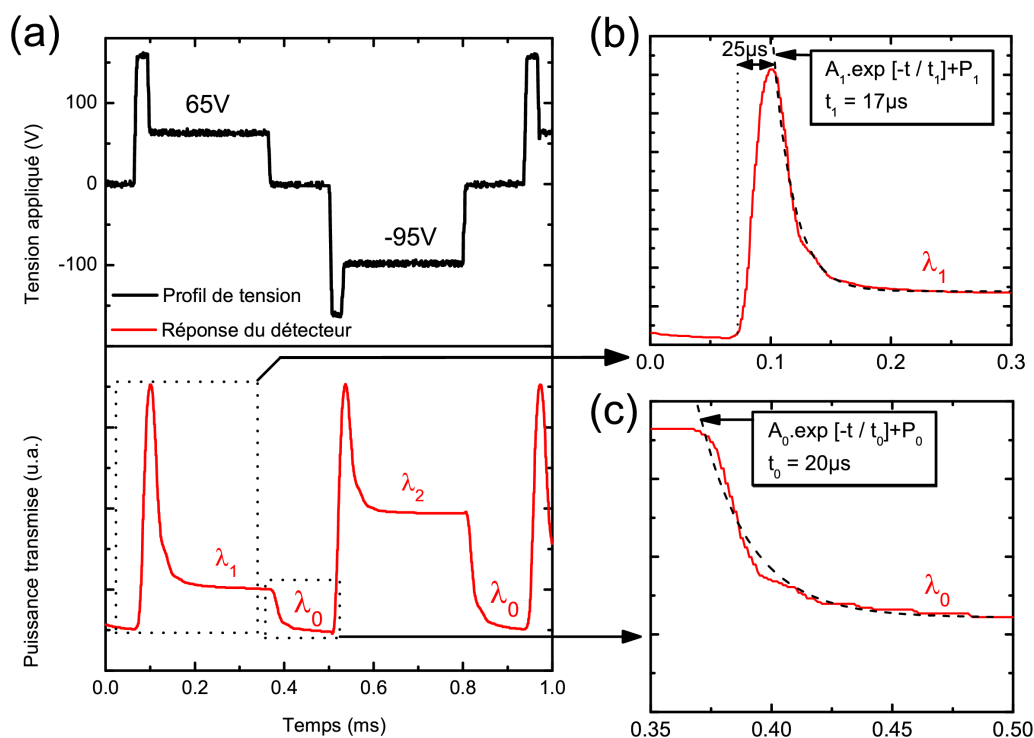 (a)
Tension appliqué (V)
100
0
-100
65V
-95V
Profil de tension
Réponse du détecteur
Puissance transmise (u.a.)
λ1
λ0
λ2
λ0
0.0 0.2 0.4 0.6 0.8 1.0
Temps (ms)
(b)
25µs
A1.exp [-t / t1]+P1
t1 = 17µs
λ1
0.0 0.1 0.2 0.3
(c)
A0.exp [-t / t0]+P0
t0 = 20µs
λ0
0.35 0.40 0.45 0.50